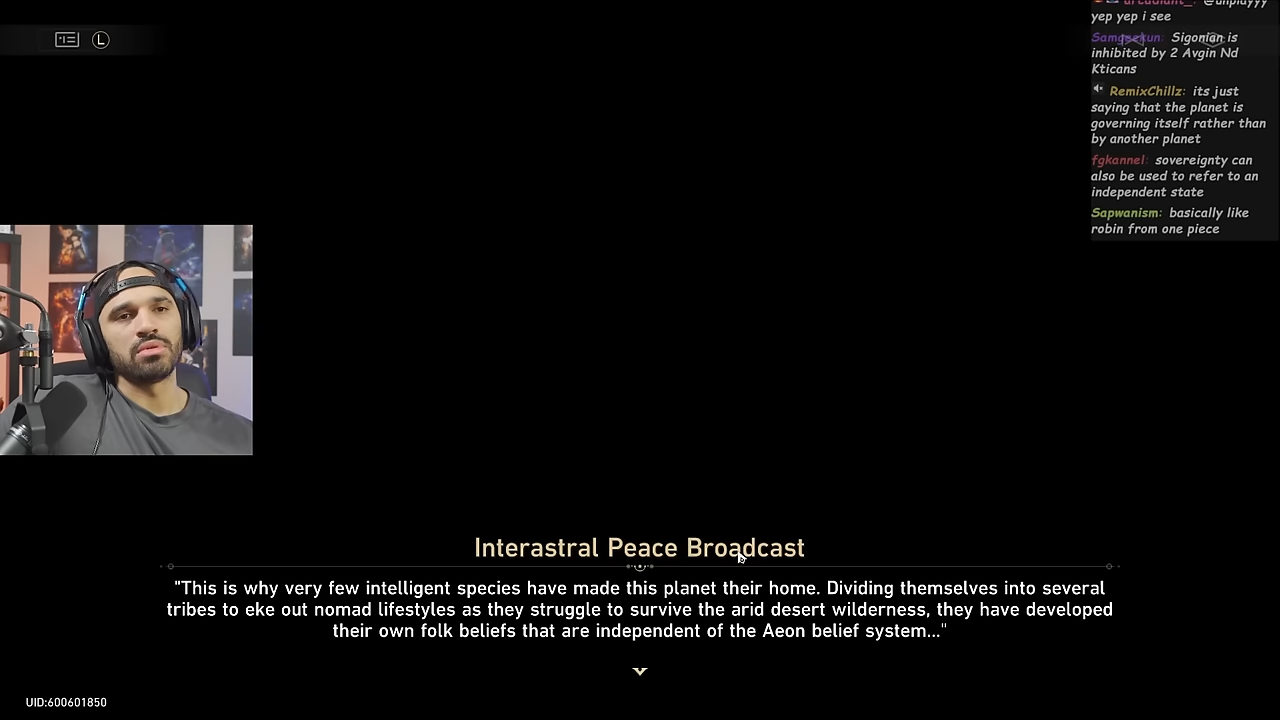 yep yep i see
Samgeekun: Sigonian is
inhibited by 2 Avgin Nd
Kticans
RemixChillz: its just
saying that the planet is
governing itself rather than
by another planet
fgkannel: sovereignty can
also be used to refer to an
independent state
Sapwanism: basically like
robin from one piece
L
Interastral Peace Broadcast
"This is why very few intelligent species have made this planet their home. Dividing themselves into several
tribes to eke out nomad lifestyles as they struggle to survive the arid desert wilderness, they have developed
their own folk beliefs that are independent of the Aeon belief system..."
UID:600601850